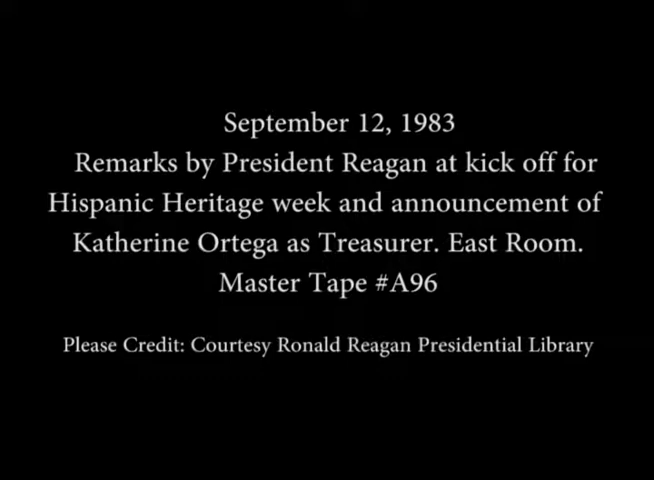 September 12, 1983
Remarks by President Reagan at kick off for
Hispanic Heritage week and announcement of
Katherine Ortega as Treasurer. East Room.
Master Tape #A96
Please Credit: Courtesy Ronald Reagan Presidential Library